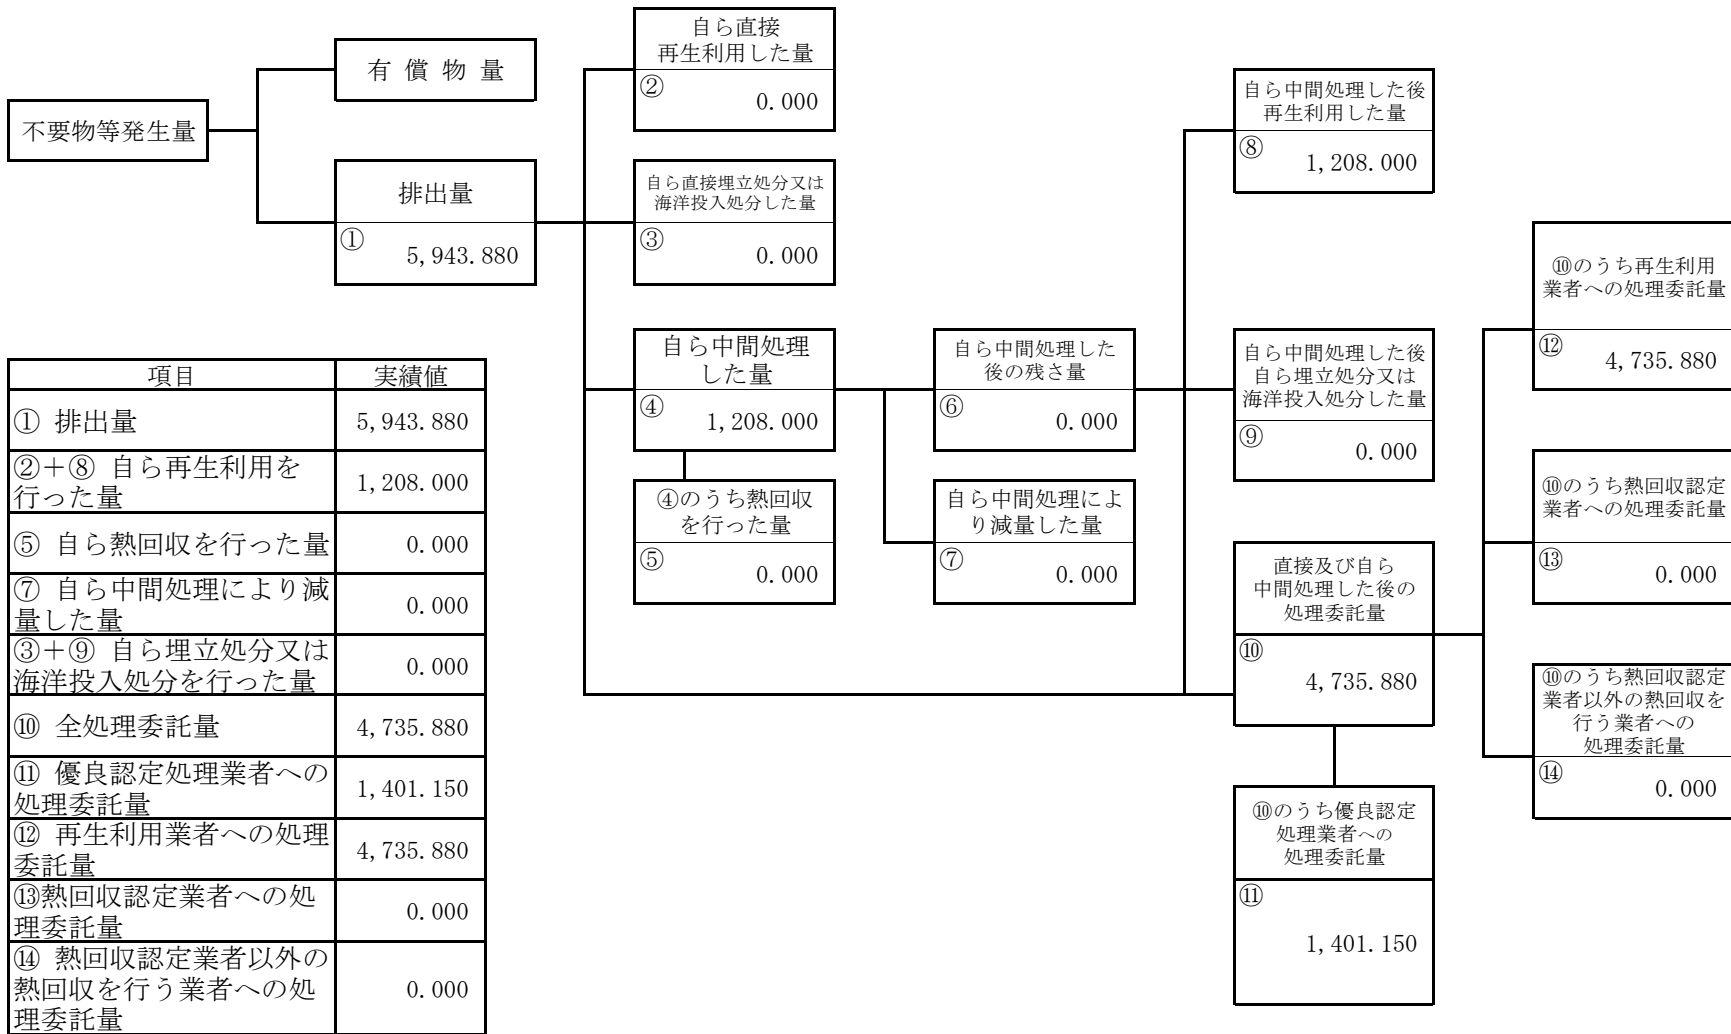 不要物等発生量
有 償 物 量
排出量
①
5,943.880
自ら直接
再生利用した量
②
0.000
自ら直接埋立処分又は
海洋投入処分した量
③
0.000
自ら中間処理
した量
④
1,208.000
④のうち熱回収
を行った量
⑤
0.000
自ら中間処理した
後の残さ量
⑥
0.000
自ら中間処理によ
り減量した量
⑦
0.000
自ら中間処理した後
再生利用した量
⑧
1,208.000
自ら中間処理した後
自ら埋立処分又は
海洋投入処分した量
⑨
0.000
直接及び自ら
中間処理した後の
処理委託量
⑩
4,735.880
⑩のうち優良認定
処理業者への
処理委託量
⑪
1,401.150
⑩のうち再生利用
業者への処理委託量
⑫
4,735.880
⑩のうち熱回収認定
業者への処理委託量
⑬
0.000
⑩のうち熱回収認定
業者以外の熱回収を
行う業者への
処理委託量
⑭
0.000
項目 実績値
① 排出量 5,943.880
②+⑧ 自ら再生利用を
行った量 1,208.000
⑤ 自ら熱回収を行った量 0.000
⑦ 自ら中間処理により減
量した量 0.000
③+⑨ 自ら埋立処分又は
海洋投入処分を行った量 0.000
⑩ 全処理委託量 4,735.880
⑪ 優良認定処理業者への
処理委託量 1,401.150
⑫ 再生利用業者への処理
委託量 4,735.880
⑬熱回収認定業者への処
理委託量 0.000
⑭ 熱回収認定業者以外の
熱回収を行う業者への処
理委託量 0.000